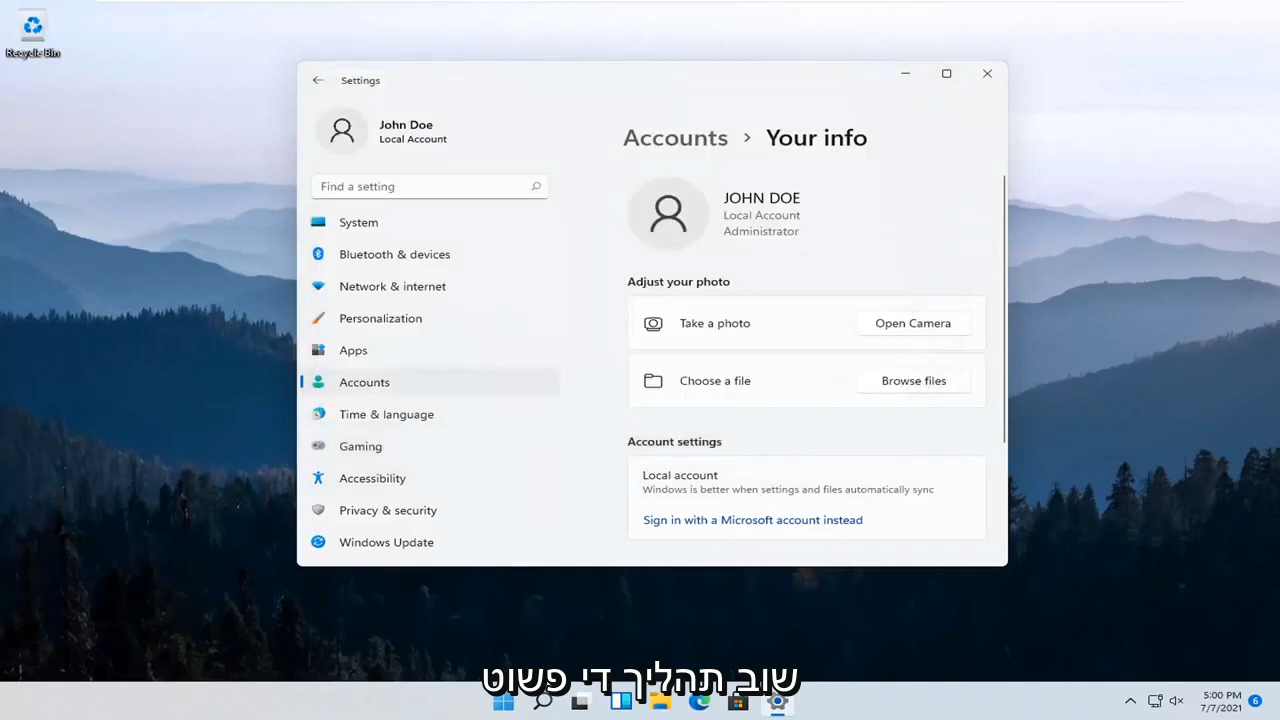 Recycle Bin
Settings
John Doe
Local Account
Find a setting
System
Bluetooth & devices
Network & internet
Personalization
Apps
Accounts
Time & language
Gaming
Accessibility
Privacy & security
Windows Update
Accounts › Your info
JOHN DOE
Local Account
Administrator
Adjust your photo
Take a photo
Open Camera
Choose a file
Browse files
Account settings
Local account
Windows is better when settings and files automatically sync
Sign in with a Microsoft account instead
שוב תהליך די פשוט
5:00 PM
7/7/2021
6